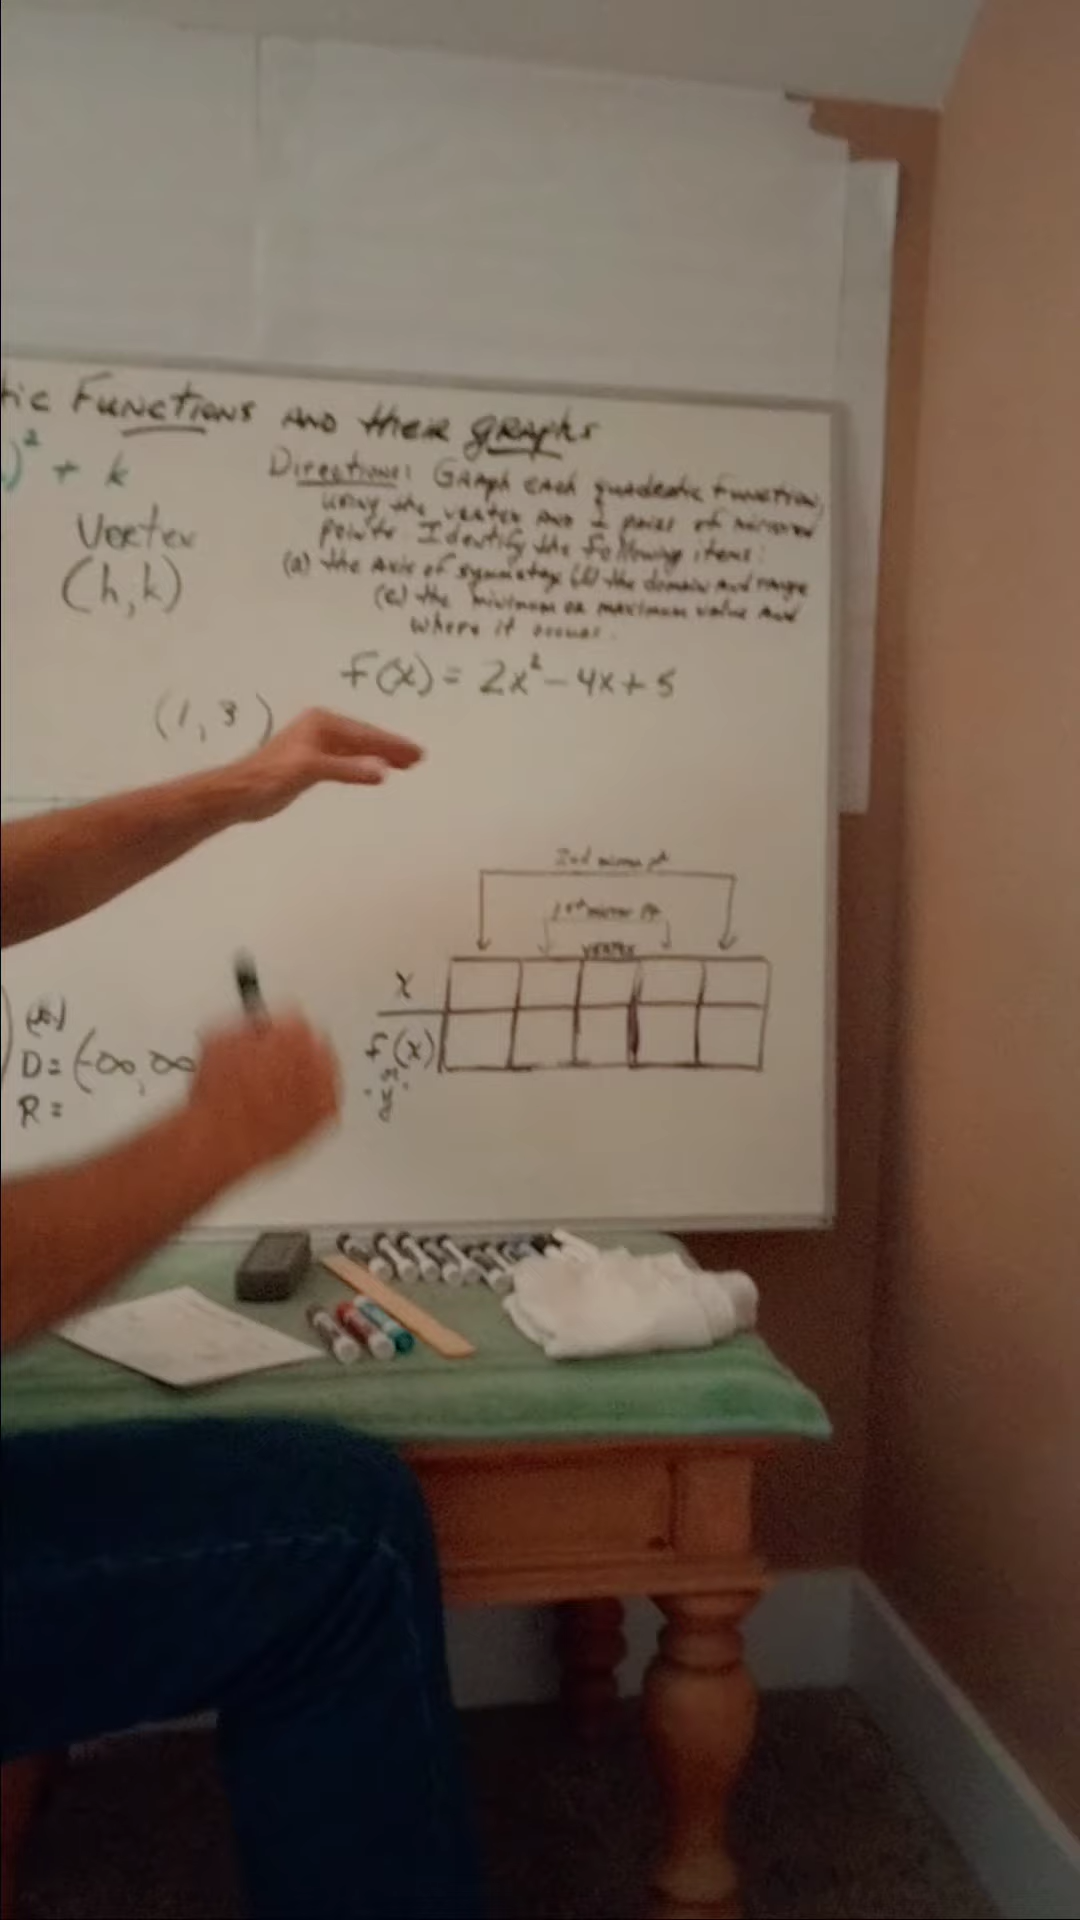 tic Functions and their graphs
)² + k
Vertex
(h, k)
(1, 3)
Directions: Graph each quadratic function,
using the vertex and 2 pairs of mirrored
points. Identify the following items:
(a) the axis of symmetry (b) the domain and range
(c) the minimum or maximum value and
where it occurs.
f(x) = 2x² - 4x + 5
2nd mirror pt
1st mirror pt
vertex
x
f(x)
(b)
D = (-∞, ∞
R =